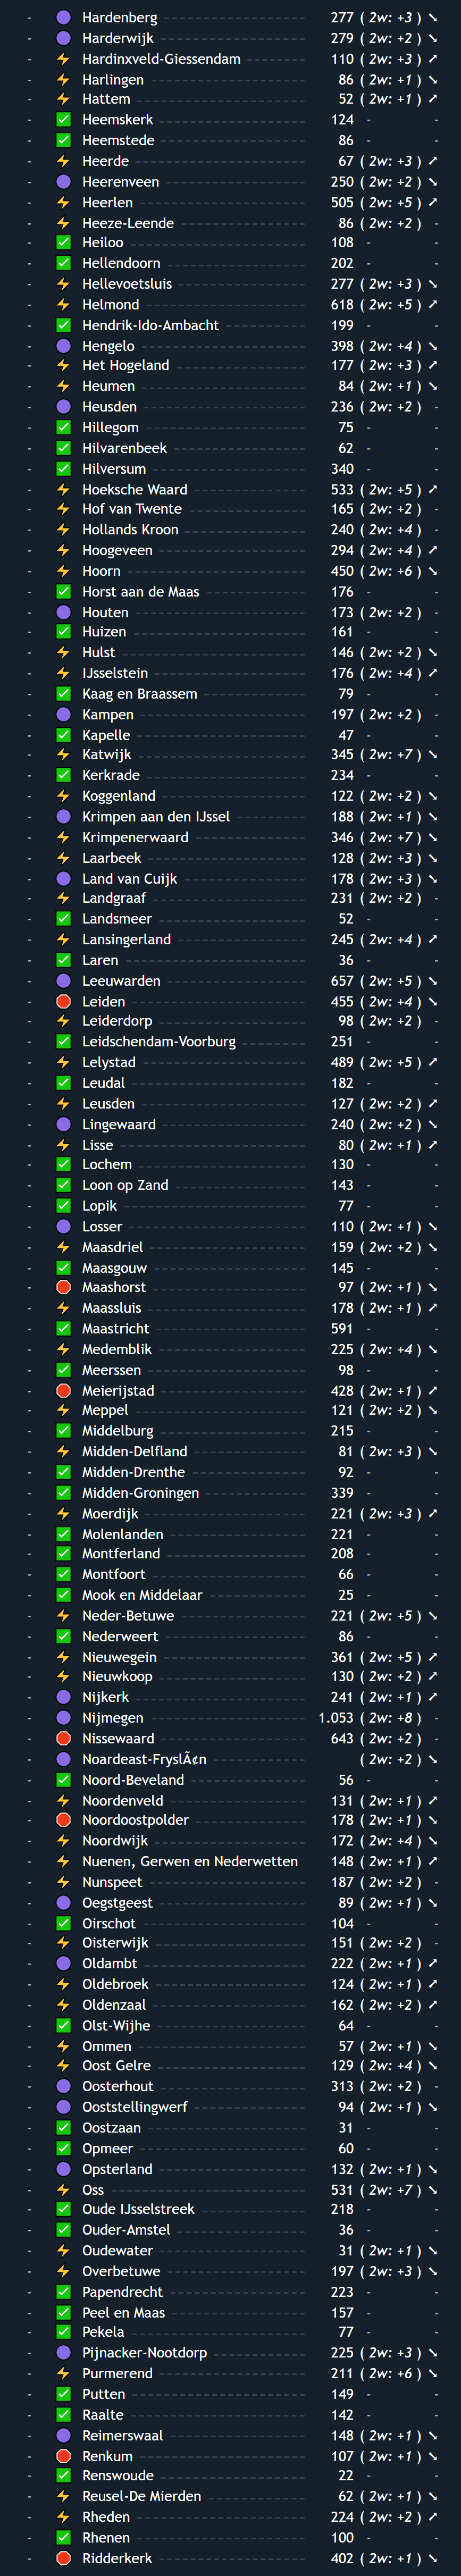 - Hardenberg 277 ( 2w: +3 ) ➘
- Harderwijk 279 ( 2w: +2 ) ➘
- ⚡ Hardinxveld-Giessendam 110 ( 2w: +3 ) ➚
- ⚡ Harlingen 86 ( 2w: +1 ) ➘
- ⚡ Hattem 52 ( 2w: +1 ) ➚
- ✅ Heemskerk 124 - -
- ✅ Heemstede 86 - -
- ⚡ Heerde 67 ( 2w: +3 ) ➚
- Heerenveen 250 ( 2w: +2 ) ➘
- ⚡ Heerlen 505 ( 2w: +5 ) ➚
- ⚡ Heeze-Leende 86 ( 2w: +2 ) -
- ✅ Heiloo 108 - -
- ✅ Hellendoorn 202 - -
- ⚡ Hellevoetsluis 277 ( 2w: +3 ) ➘
- ⚡ Helmond 618 ( 2w: +5 ) ➚
- ✅ Hendrik-Ido-Ambacht 199 - -
- Hengelo 398 ( 2w: +4 ) ➘
- ⚡ Het Hogeland 177 ( 2w: +3 ) ➚
- ⚡ Heumen 84 ( 2w: +1 ) ➘
- Heusden 236 ( 2w: +2 ) -
- ✅ Hillegom 75 - -
- ✅ Hilvarenbeek 62 - -
- ✅ Hilversum 340 - -
- ⚡ Hoeksche Waard 533 ( 2w: +5 ) ➚
- ⚡ Hof van Twente 165 ( 2w: +2 ) -
- ⚡ Hollands Kroon 240 ( 2w: +4 ) -
- ⚡ Hoogeveen 294 ( 2w: +4 ) ➚
- ⚡ Hoorn 450 ( 2w: +6 ) ➘
- ✅ Horst aan de Maas 176 - -
- Houten 173 ( 2w: +2 ) -
- ✅ Huizen 161 - -
- ⚡ Hulst 146 ( 2w: +2 ) ➘
- ⚡ IJsselstein 176 ( 2w: +4 ) ➚
- ✅ Kaag en Braassem 79 - -
- Kampen 197 ( 2w: +2 ) -
- ✅ Kapelle 47 - -
- ⚡ Katwijk 345 ( 2w: +7 ) ➘
- ✅ Kerkrade 234 - -
- ⚡ Koggenland 122 ( 2w: +2 ) ➘
- Krimpen aan den IJssel 188 ( 2w: +1 ) ➘
- ⚡ Krimpenerwaard 346 ( 2w: +7 ) ➘
- ⚡ Laarbeek 128 ( 2w: +3 ) ➘
- Land van Cuijk 178 ( 2w: +3 ) ➘
- ⚡ Landgraaf 231 ( 2w: +2 ) -
- ✅ Landsmeer 52 - -
- ⚡ Lansingerland 245 ( 2w: +4 ) ➚
- ✅ Laren 36 - -
- Leeuwarden 657 ( 2w: +5 ) ➘
- Leiden 455 ( 2w: +4 ) ➘
- ⚡ Leiderdorp 98 ( 2w: +2 ) -
- ✅ Leidschendam-Voorburg 251 - -
- ⚡ Lelystad 489 ( 2w: +5 ) ➚
- ✅ Leudal 182 - -
- ⚡ Leusden 127 ( 2w: +2 ) ➚
- Lingewaard 240 ( 2w: +2 ) ➘
- ⚡ Lisse 80 ( 2w: +1 ) ➚
- ✅ Lochem 130 - -
- ✅ Loon op Zand 143 - -
- ✅ Lopik 77 - -
- Losser 110 ( 2w: +1 ) ➘
- ⚡ Maasdriel 159 ( 2w: +2 ) ➘
- ✅ Maasgouw 145 - -
- Maashorst 97 ( 2w: +1 ) ➘
- ⚡ Maassluis 178 ( 2w: +1 ) ➚
- ✅ Maastricht 591 - -
- ⚡ Medemblik 225 ( 2w: +4 ) ➘
- ✅ Meerssen 98 - -
- Meierijstad 428 ( 2w: +1 ) ➚
- ⚡ Meppel 121 ( 2w: +2 ) ➘
- ✅ Middelburg 215 - -
- ⚡ Midden-Delfland 81 ( 2w: +3 ) ➘
- ✅ Midden-Drenthe 92 - -
- ✅ Midden-Groningen 339 - -
- ⚡ Moerdijk 221 ( 2w: +3 ) ➚
- ✅ Molenlanden 221 - -
- ✅ Montferland 208 - -
- ✅ Montfoort 66 - -
- ✅ Mook en Middelaar 25 - -
- ⚡ Neder-Betuwe 221 ( 2w: +5 ) ➘
- ✅ Nederweert 86 - -
- ⚡ Nieuwegein 361 ( 2w: +5 ) ➚
- ⚡ Nieuwkoop 130 ( 2w: +2 ) ➚
- Nijkerk 241 ( 2w: +1 ) ➚
- Nijmegen 1.053 ( 2w: +8 ) -
- Nissewaard 643 ( 2w: +2 ) -
- Noardeast-FryslÃ¢n ( 2w: +2 ) ➘
- ✅ Noord-Beveland 56 - -
- ⚡ Noordenveld 131 ( 2w: +1 ) ➚
- Noordoostpolder 178 ( 2w: +1 ) ➘
- ⚡ Noordwijk 172 ( 2w: +4 ) ➘
- ⚡ Nuenen, Gerwen en Nederwetten 148 ( 2w: +1 ) ➚
- ⚡ Nunspeet 187 ( 2w: +2 ) -
- Oegstgeest 89 ( 2w: +1 ) ➘
- ✅ Oirschot 104 - -
- ⚡ Oisterwijk 151 ( 2w: +2 ) -
- Oldambt 222 ( 2w: +1 ) ➚
- ⚡ Oldebroek 124 ( 2w: +1 ) ➚
- ⚡ Oldenzaal 162 ( 2w: +2 ) ➚
- ✅ Olst-Wijhe 64 - -
- ⚡ Ommen 57 ( 2w: +1 ) ➘
- ⚡ Oost Gelre 129 ( 2w: +4 ) ➘
- Oosterhout 313 ( 2w: +2 ) -
- Ooststellingwerf 94 ( 2w: +1 ) ➘
- ✅ Oostzaan 31 - -
- ✅ Opmeer 60 - -
- Opsterland 132 ( 2w: +1 ) ➘
- ⚡ Oss 531 ( 2w: +7 ) ➘
- ✅ Oude IJsselstreek 218 - -
- ✅ Ouder-Amstel 36 - -
- ⚡ Oudewater 31 ( 2w: +1 ) ➘
- ⚡ Overbetuwe 197 ( 2w: +3 ) ➘
- ✅ Papendrecht 223 - -
- ✅ Peel en Maas 157 - -
- ✅ Pekela 77 - -
- Pijnacker-Nootdorp 225 ( 2w: +3 ) ➘
- ⚡ Purmerend 211 ( 2w: +6 ) ➘
- ✅ Putten 149 - -
- ✅ Raalte 142 - -
- Reimerswaal 148 ( 2w: +1 ) ➘
- Renkum 107 ( 2w: +1 ) ➘
- ✅ Renswoude 22 - -
- ⚡ Reusel-De Mierden 62 ( 2w: +1 ) ➘
- ⚡ Rheden 224 ( 2w: +2 ) ➚
- ✅ Rhenen 100 - -
- Ridderkerk 402 ( 2w: +1 ) ➘